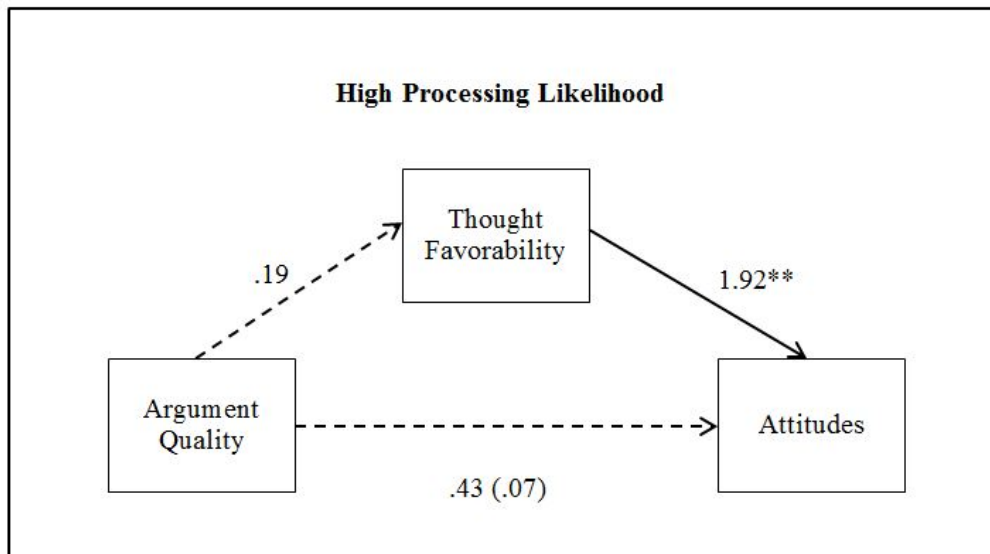 High Processing Likelihood
Thought
Favorability
.19
1.92**
Argument
Quality
Attitudes
.43 (.07)